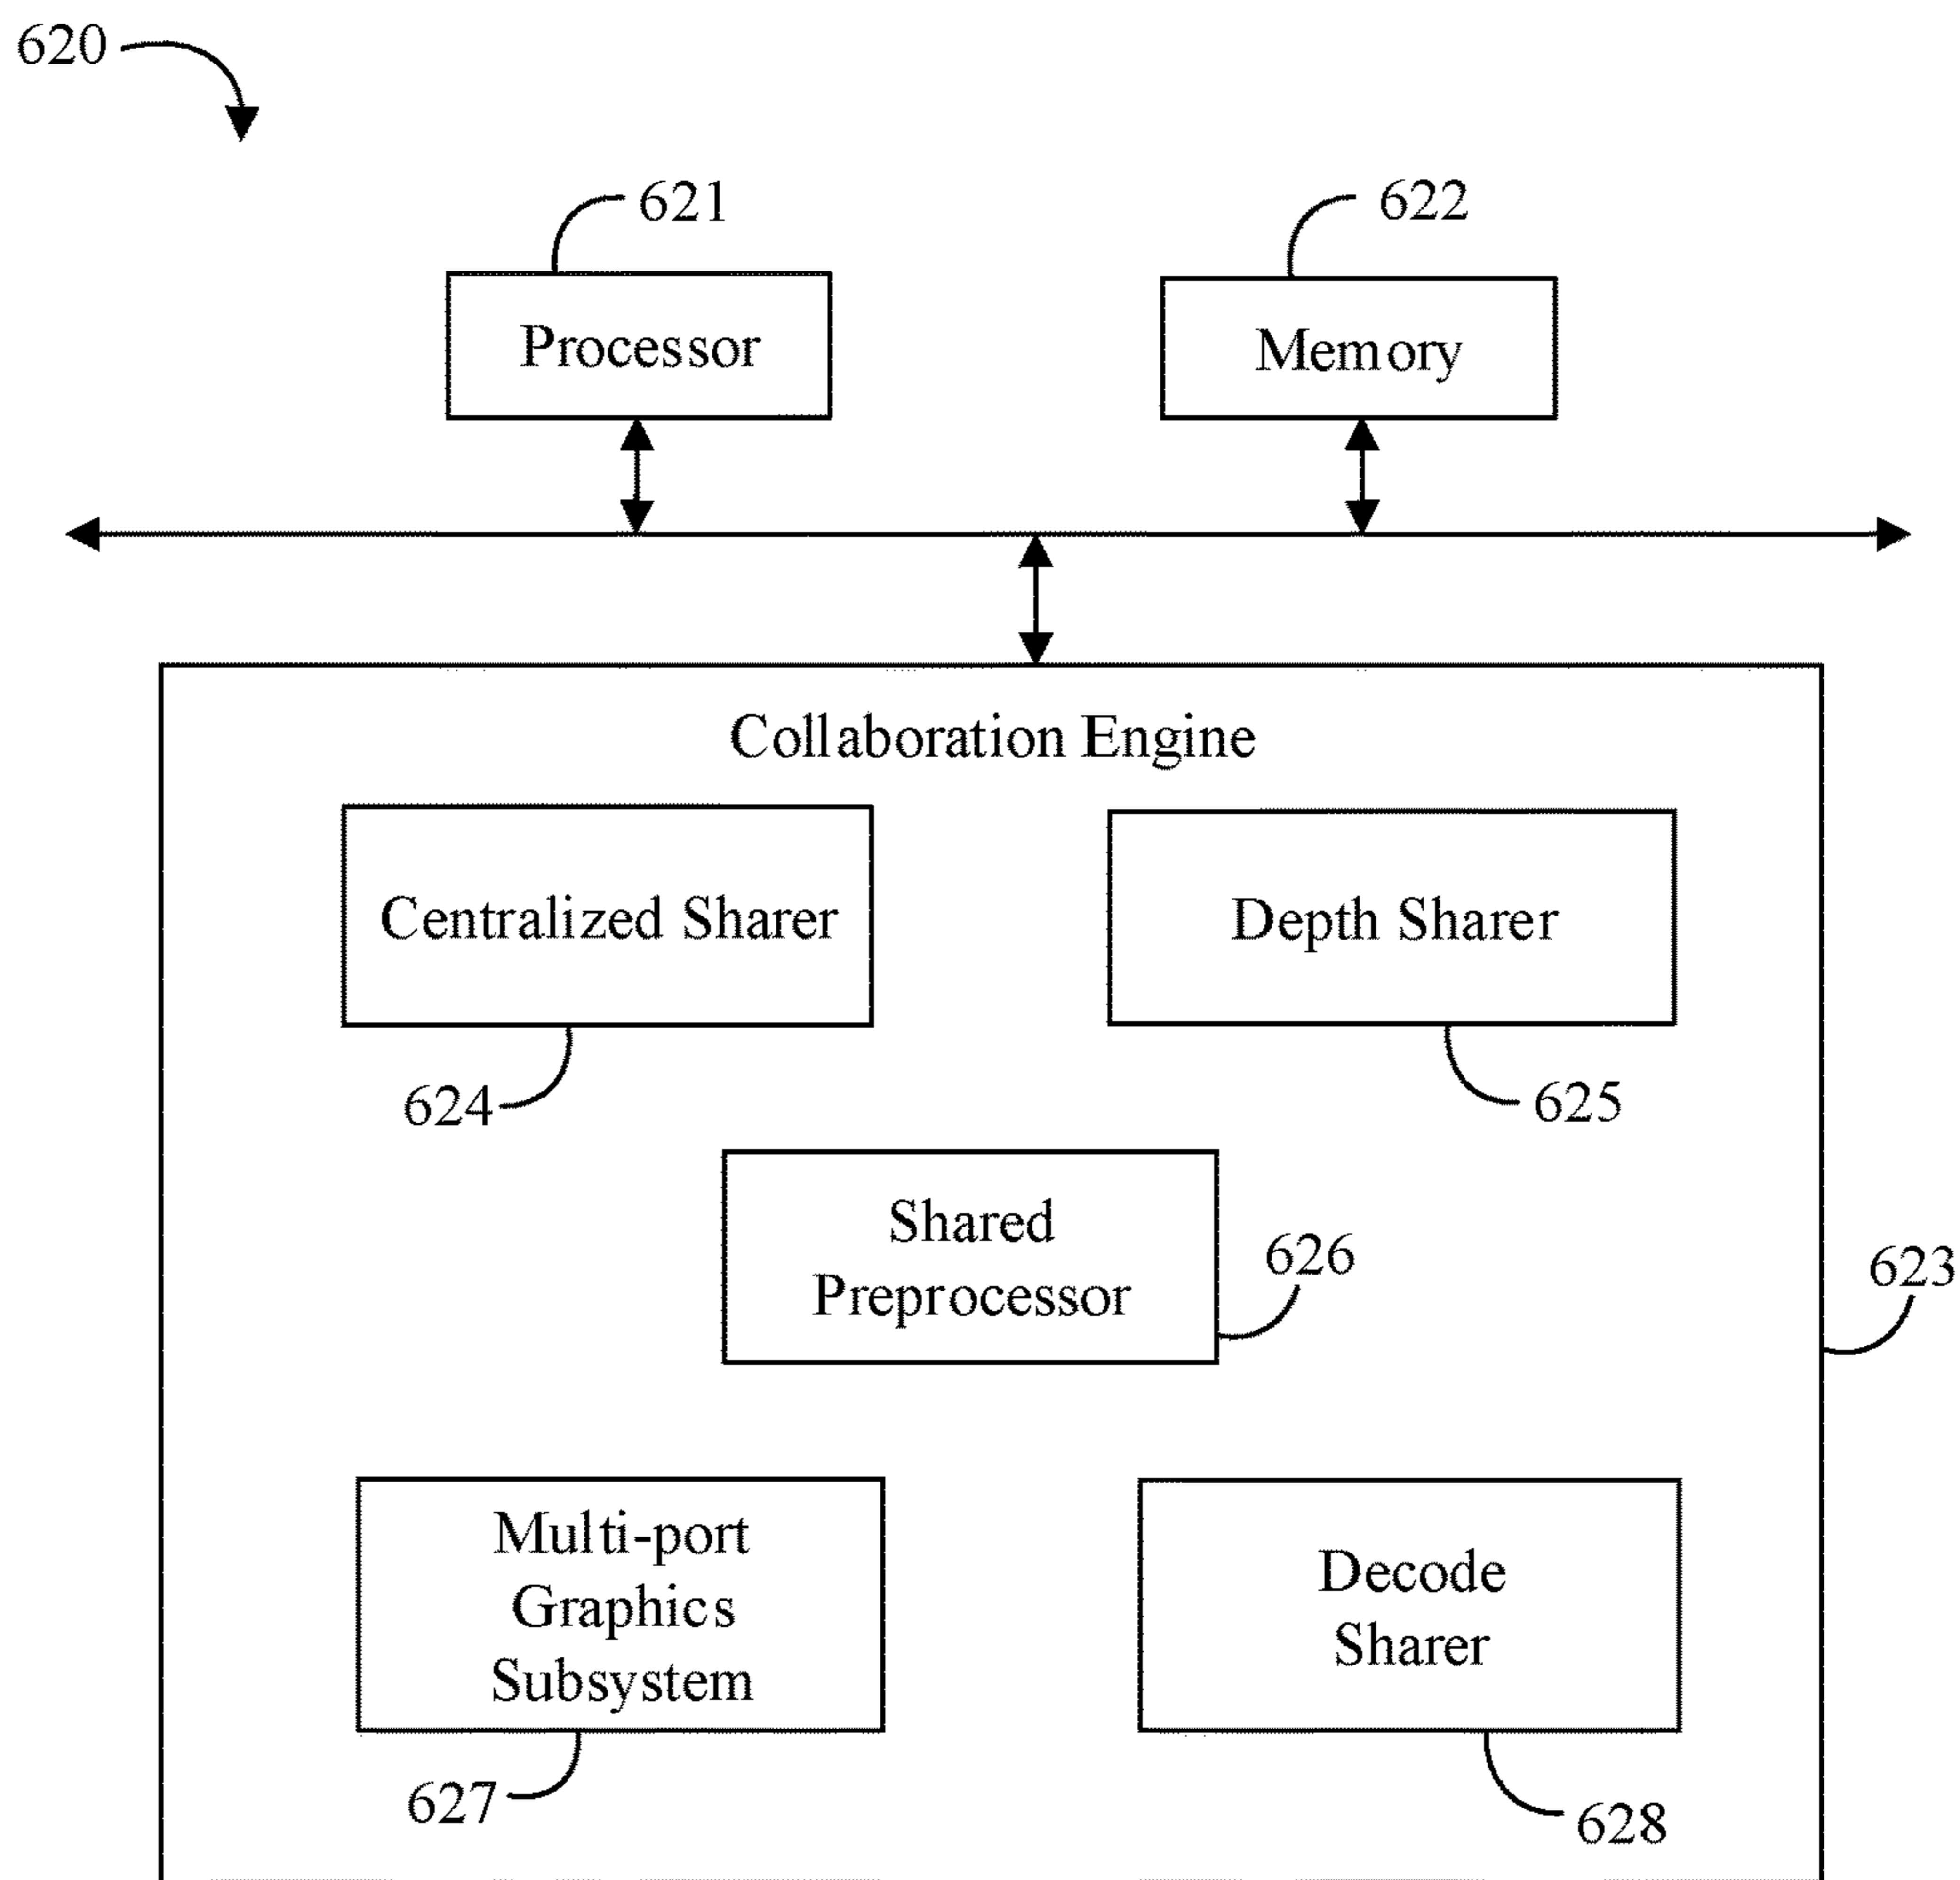 620
621
622
Processor
Memory
Collaboration Engine
Centralized Sharer
Depth Sharer
624
625
Shared
Preprocessor
626
623
Multi-port
Graphics
Subsystem
Decode
Sharer
627
628